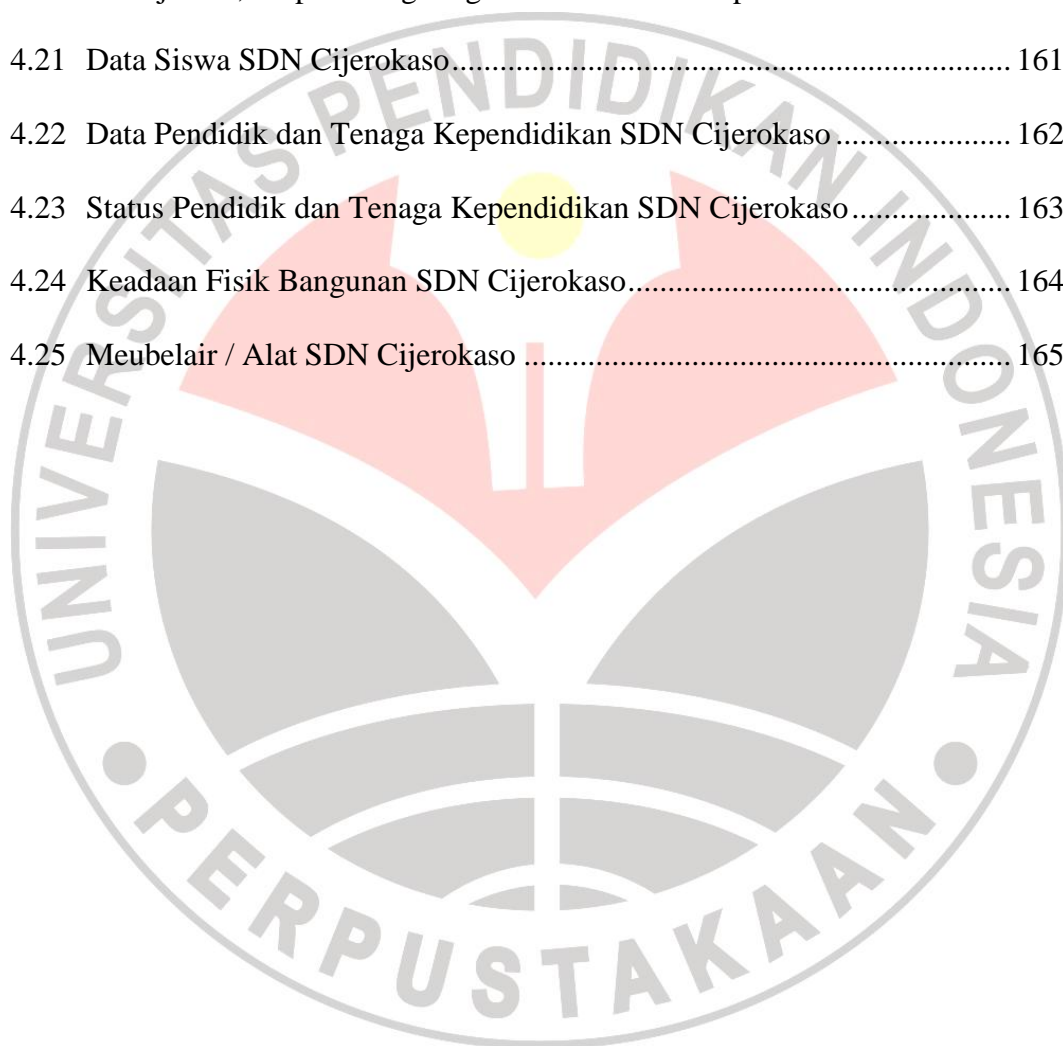 4.21 Data Siswa SDN Cijerokaso...................................................................... 161
4.22 Data Pendidik dan Tenaga Kependidikan SDN Cijerokaso ...................... 162
4.23 Status Pendidik dan Tenaga Kependidikan SDN Cijerokaso.................... 163
4.24 Keadaan Fisik Bangunan SDN Cijerokaso................................................ 164
4.25 Meubelair / Alat SDN Cijerokaso ............................................................. 165
UNIVERSITAS PENDIDIKAN INDONESIA
PERPUSTAKAAN